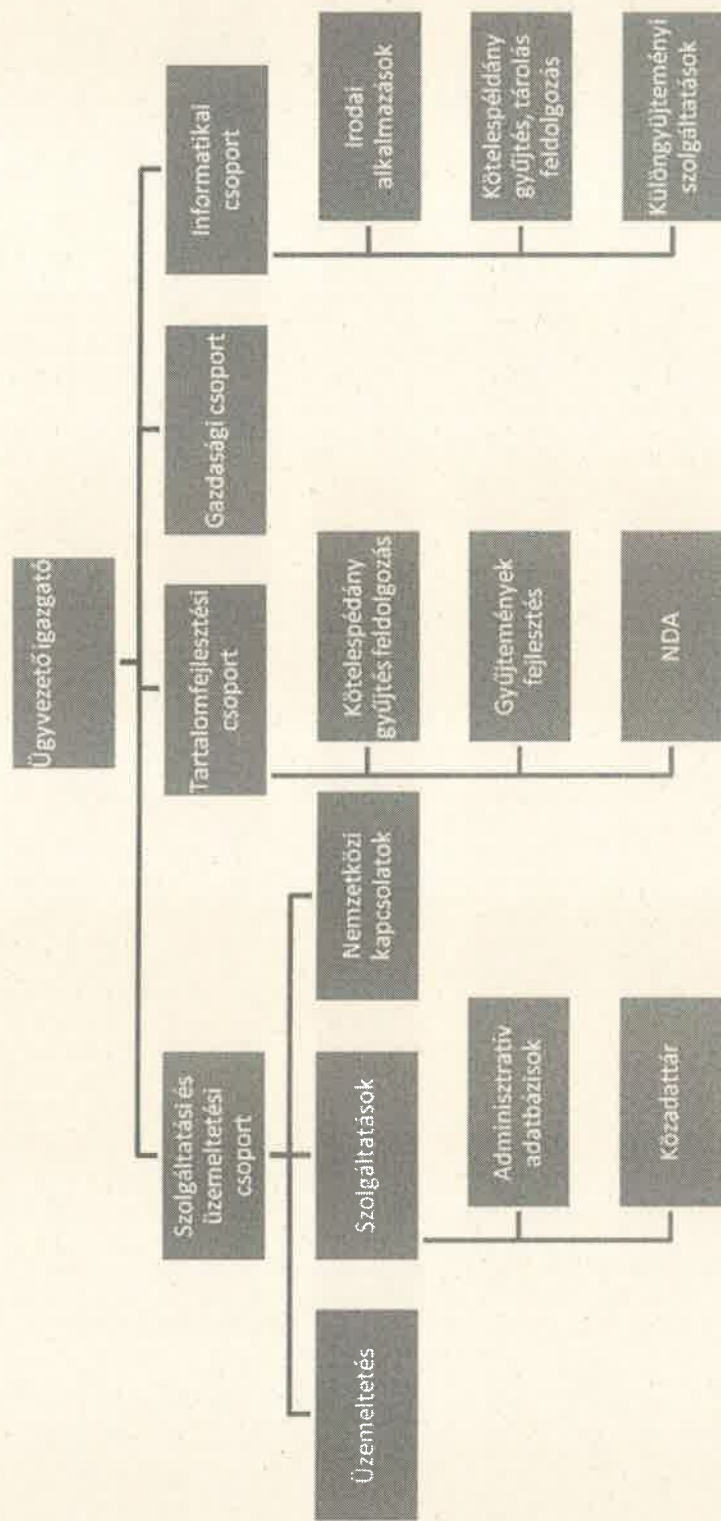 Ügyvezető igazgató
Szolgáltatási és
üzemeltetési
csoport
Tartalomfejlesztési
csoport
Gazdasági csoport
Informatikai
csoport
Üzemeltetés
Szolgáltatások
Nemzetközi
kapcsolatok
Adminisztratív
adatbázisok
Közadattár
Kötelespédány
gyűjtés feldolgozás
Gyűjtemények
fejlesztés
NDA
Irodai
alkalmazások
Kötelespéldány
gyűjtés, tárolás
feldolgozás
Különgyűjteményi
szolgáltatások